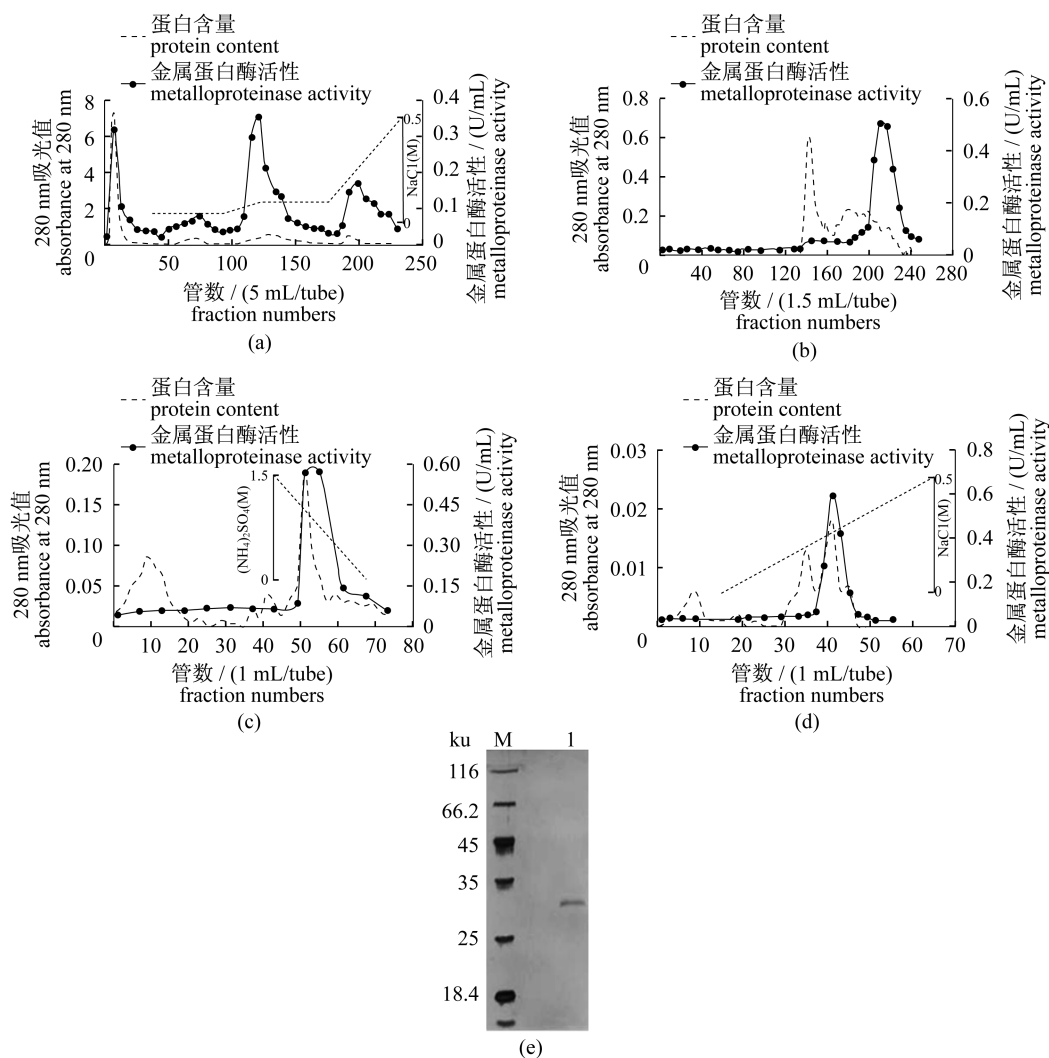 蛋白含量
protein content
金属蛋白酶活性
metalloproteinase activity
280 nm吸光值
absorbance at 280 nm
8
6
4
2
0
50
100
150
200
250
0.4
0.3
0.2
0.1
0
0.5
NaC1(M)
0
金属蛋白酶活性 / (U/mL)
metalloproteinase activity
管数 / (5 mL/tube)
fraction numbers
(a)
蛋白含量
protein content
金属蛋白酶活性
metalloproteinase activity
280 nm吸光值
absorbance at 280 nm
0.8
0.6
0.4
0.2
0
40
80
120
160
200
240
280
0.6
0.4
0.2
0
金属蛋白酶活性 / (U/mL)
metalloproteinase activity
管数 / (1.5 mL/tube)
fraction numbers
(b)
蛋白含量
protein content
金属蛋白酶活性
metalloproteinase activity
280 nm吸光值
absorbance at 280 nm
0.20
0.15
0.10
0.05
0
10
20
30
40
50
60
70
80
0.60
0.45
0.30
0.15
0
1.5
(NH₄)₂SO₄(M)
0
金属蛋白酶活性 / (U/mL)
metalloproteinase activity
管数 / (1 mL/tube)
fraction numbers
(c)
蛋白含量
protein content
金属蛋白酶活性
metalloproteinase activity
280 nm吸光值
absorbance at 280 nm
0.03
0.02
0.01
0
10
20
30
40
50
60
70
0.8
0.6
0.4
0.2
0
0.5
NaC1(M)
0
金属蛋白酶活性 / (U/mL)
metalloproteinase activity
管数 / (1 mL/tube)
fraction numbers
(d)
ku M 1
116
66.2
45
35
25
18.4
(e)